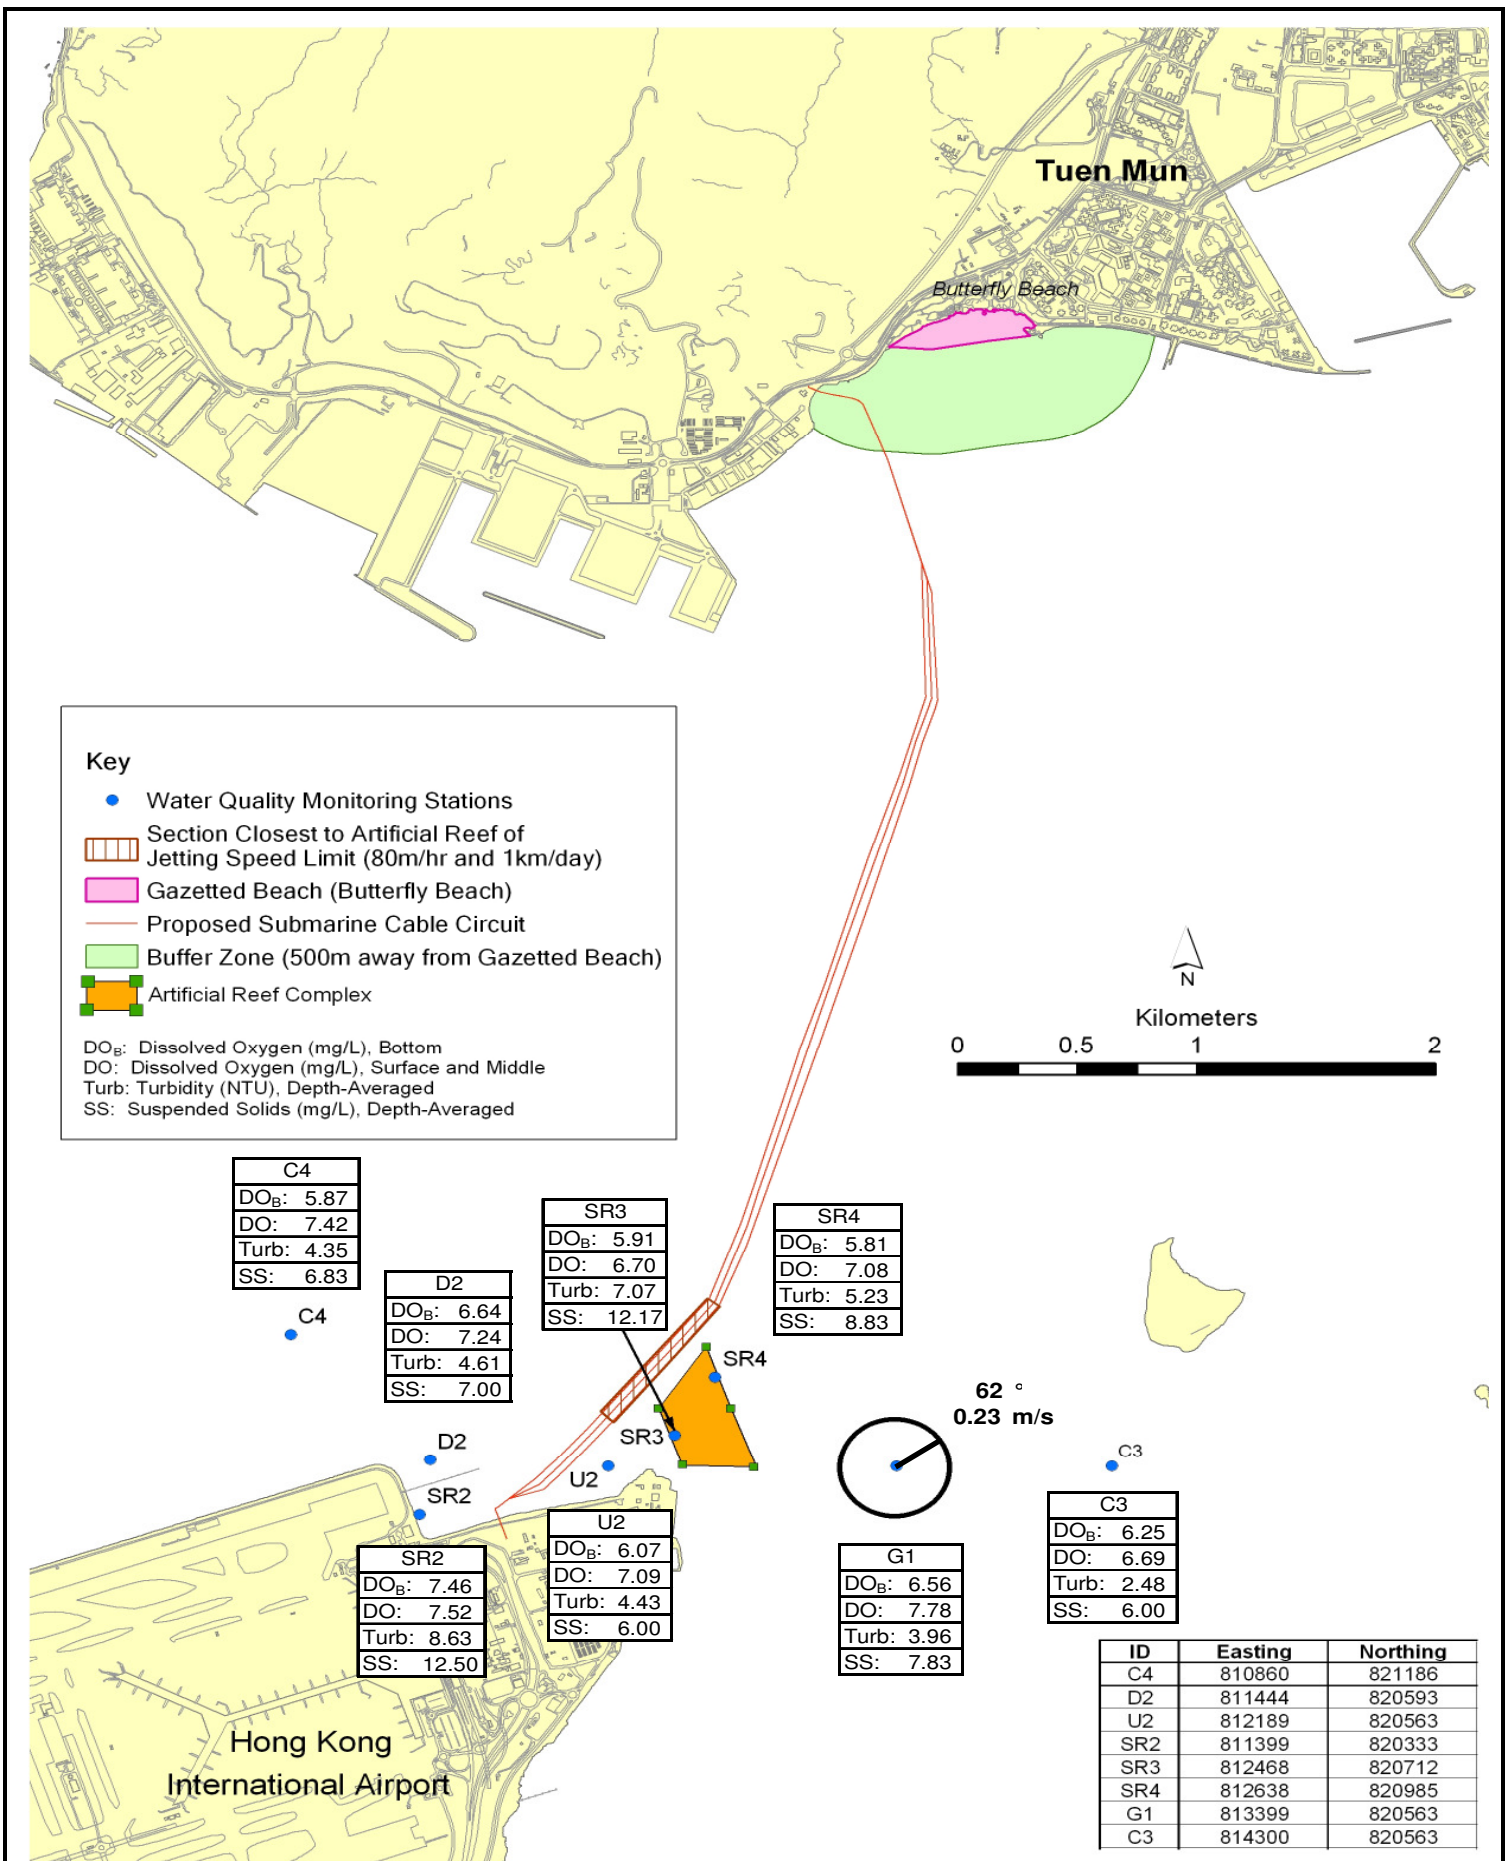 Tuen Mun
Butterfly Beach
Key
Water Quality Monitoring Stations
Section Closest to Artificial Reef of
Jetting Speed Limit (80m/hr and 1km/day)
Gazetted Beach (Butterfly Beach)
Proposed Submarine Cable Circuit
Buffer Zone (500m away from Gazetted Beach)
Artificial Reef Complex
DOB: Dissolved Oxygen (mg/L), Bottom
DO: Dissolved Oxygen (mg/L), Surface and Middle
Turb: Turbidity (NTU), Depth-Averaged
SS: Suspended Solids (mg/L), Depth-Averaged
N
Kilometers
0 0.5 1 2
C4
DOB: 5.87
DO: 7.42
Turb: 4.35
SS: 6.83
C4
D2
DOB: 6.64
DO: 7.24
Turb: 4.61
SS: 7.00
D2
SR3
DOB: 5.91
DO: 6.70
Turb: 7.07
SS: 12.17
SR3
SR4
DOB: 5.81
DO: 7.08
Turb: 5.23
SS: 8.83
SR4
62 °
0.23 m/s
C3
C3
DOB: 6.25
DO: 6.69
Turb: 2.48
SS: 6.00
U2
U2
DOB: 6.07
DO: 7.09
Turb: 4.43
SS: 6.00
SR2
SR2
DOB: 7.46
DO: 7.52
Turb: 8.63
SS: 12.50
G1
DOB: 6.56
DO: 7.78
Turb: 3.96
SS: 7.83
Hong Kong
International Airport
ID Easting Northing
C4 810860 821186
D2 811444 820593
U2 812189 820563
SR2 811399 820333
SR3 812468 820712
SR4 812638 820985
G1 813399 820563
C3 814300 820563